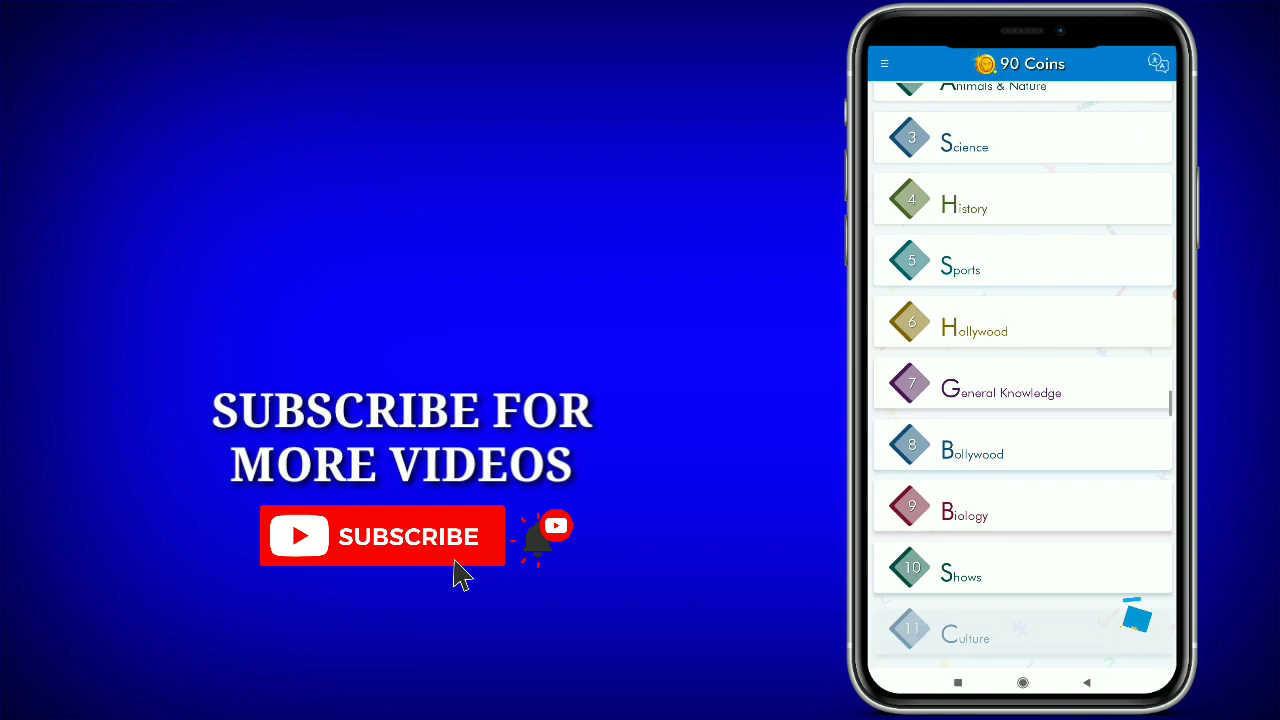 SUBSCRIBE FOR
MORE VIDEOS
SUBSCRIBE
90 Coins
Animals & Nature
3 Science
4 History
5 Sports
6 Hollywood
7 General Knowledge
8 Bollywood
9 Biology
10 Shows
11 Culture